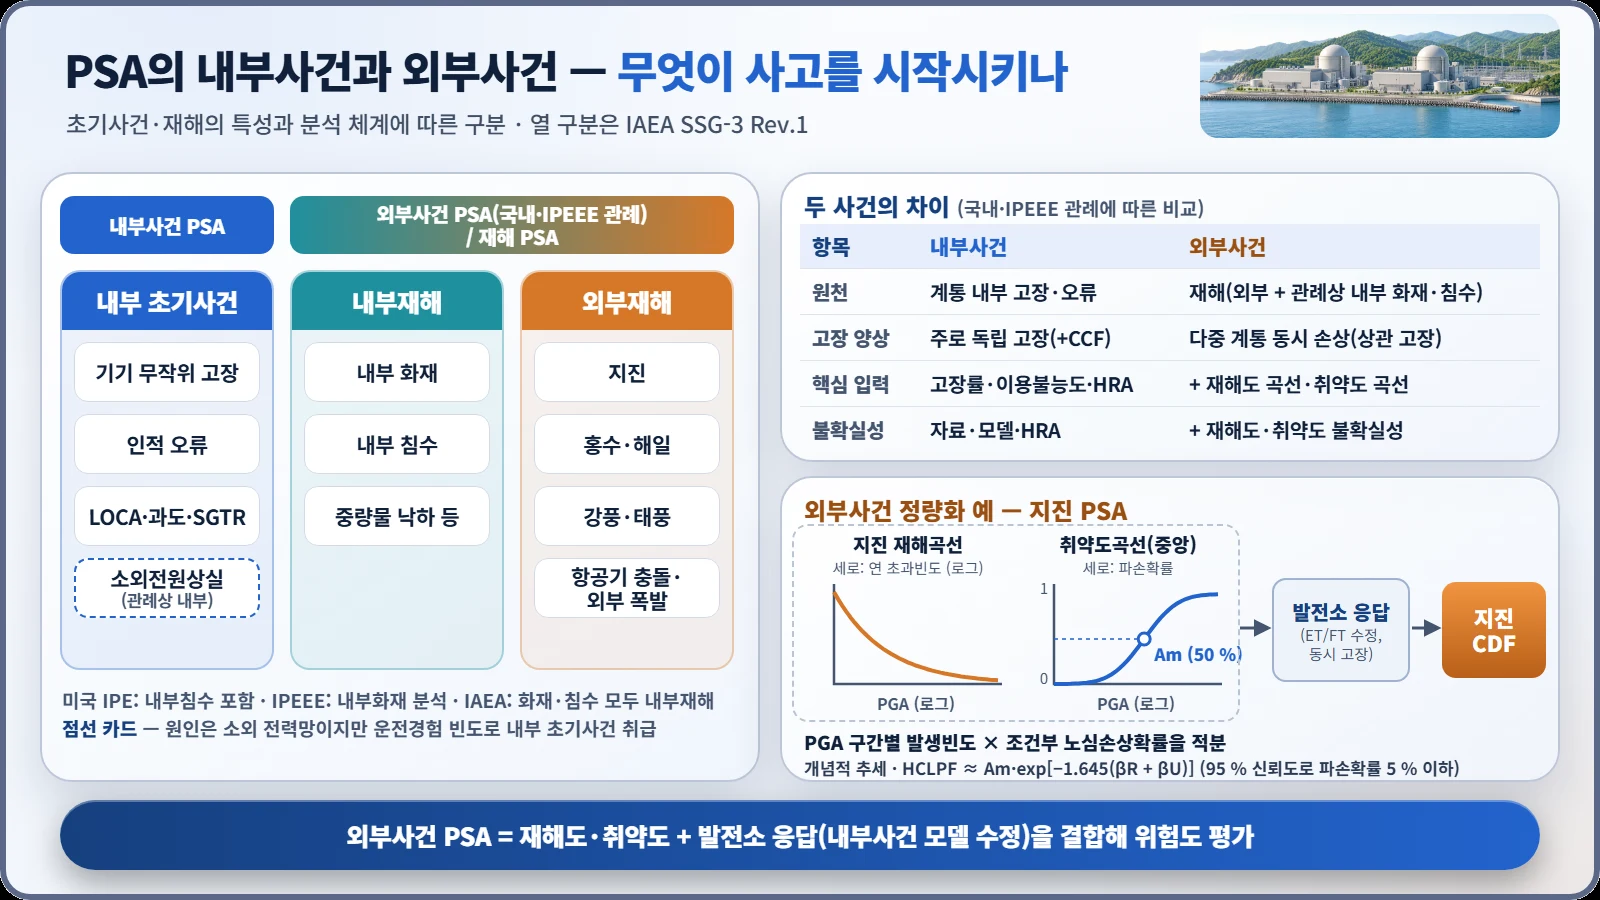 PSA의 내부사건과 외부사건 — 무엇이 사고를 시작시키나
초기사건·재해의 특성과 분석 체계에 따른 구분 · 열 구분은 IAEA SSG-3 Rev.1
내부사건 PSA
외부사건 PSA(국내·IPEEE 관례)
/ 재해 PSA
내부 초기사건
기기 무작위 고장
인적 오류
LOCA·과도·SGTR
소외전원상실
(관례상 내부)
내부재해
내부 화재
내부 침수
중량물 낙하 등
외부재해
지진
홍수·해일
강풍·태풍
항공기 충돌·
외부 폭발
미국 IPE: 내부침수 포함 · IPEEE: 내부화재 분석 · IAEA: 화재·침수 모두 내부재해
점선 카드 — 원인은 소외 전력망이지만 운전경험 빈도로 내부 초기사건 취급
두 사건의 차이 (국내·IPEEE 관례에 따른 비교)
항목 내부사건 외부사건
원천 계통 내부 고장·오류 재해(외부 + 관례상 내부 화재·침수)
고장 양상 주로 독립 고장(+CCF) 다중 계통 동시 손상(상관 고장)
핵심 입력 고장률·이용불능도·HRA + 재해도 곡선·취약도 곡선
불확실성 자료·모델·HRA + 재해도·취약도 불확실성
외부사건 정량화 예 — 지진 PSA
지진 재해곡선
세로: 연 초과빈도 (로그)
PGA (로그)
취약도곡선(중앙)
세로: 파손확률
1
Am (50 %)
0
PGA (로그)
발전소 응답
(ET/FT 수정,
동시 고장)
지진
CDF
PGA 구간별 발생빈도 × 조건부 노심손상확률을 적분
개념적 추세 · HCLPF ≈ Am·exp[−1.645(βR + βU)] (95 % 신뢰도로 파손확률 5 % 이하)
외부사건 PSA = 재해도·취약도 + 발전소 응답(내부사건 모델 수정)을 결합해 위험도 평가